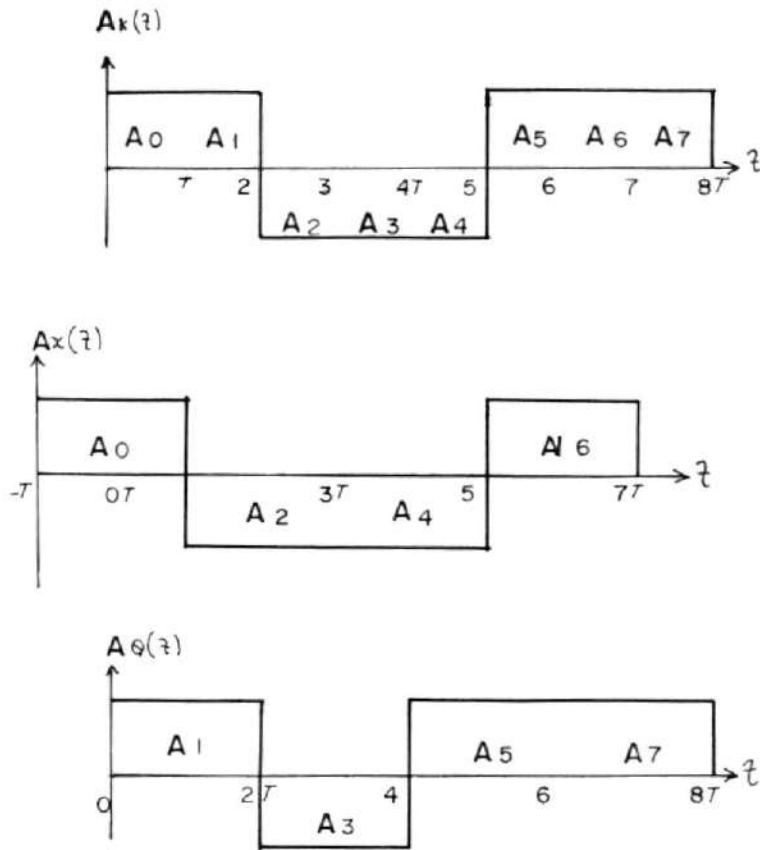 Ak(z)
A0 A1 A5 A6 A7
T 2 3 4T 5 6 7 8T z
A2 A3 A4
Ax(z)
A0 A 6
-T 0T 3T 5 7T z
A2 A4
AQ(z)
A1 A5 A7
0 2T 4 6 8T z
A3